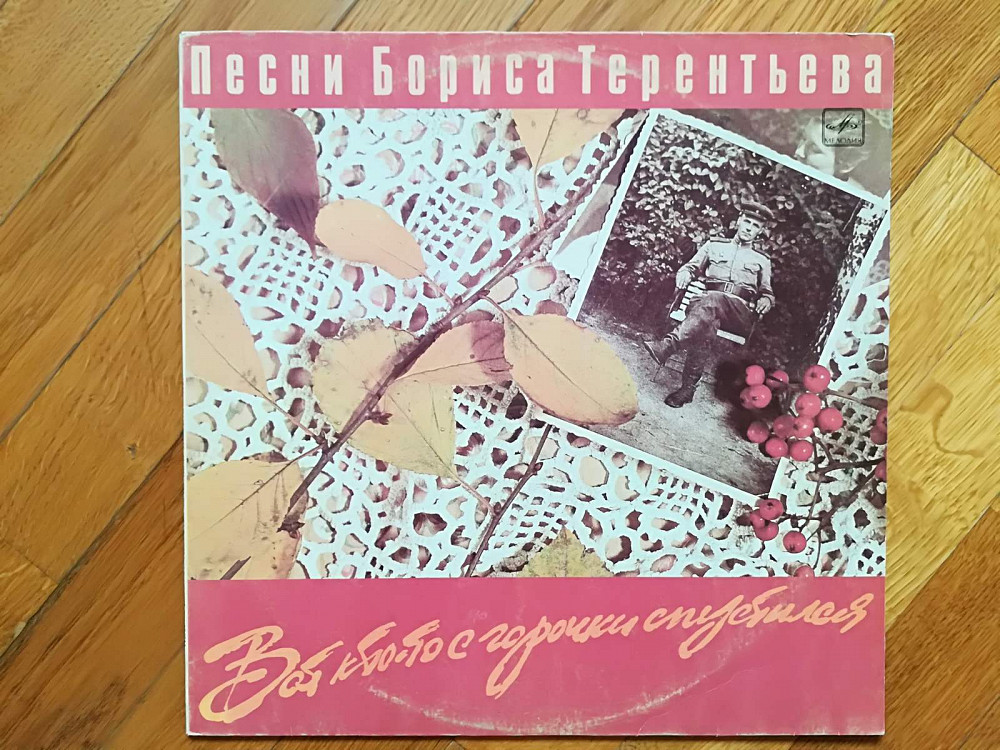 Песни Бориса Терентьева
МЕЛОДИЯ
Вот кто-то с горочки спустился